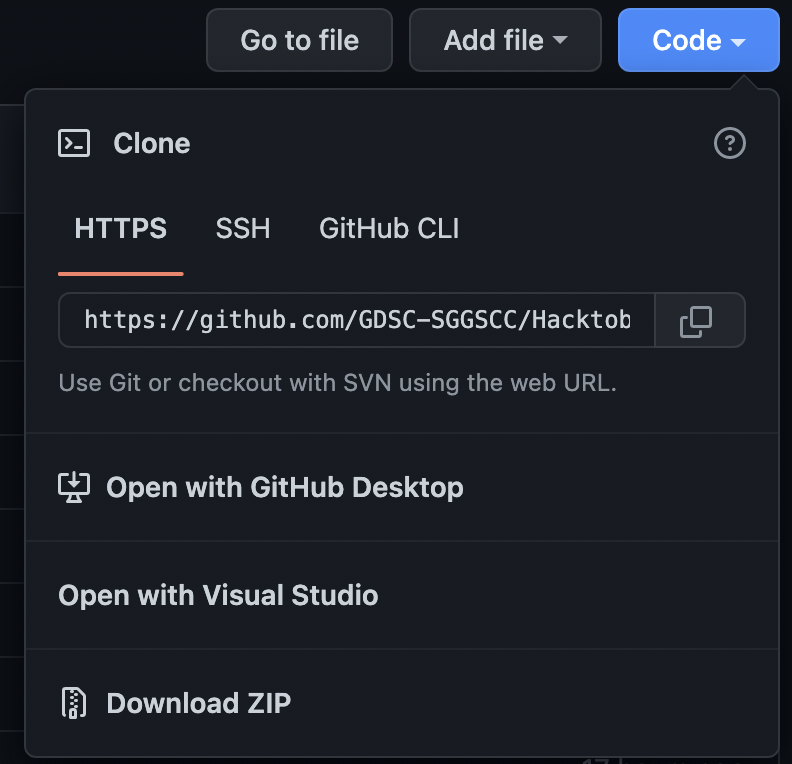 Go to file Add file Code
Clone
HTTPS SSH GitHub CLI
https://github.com/GDSC-SGGSCC/Hacktob
Use Git or checkout with SVN using the web URL.
Open with GitHub Desktop
Open with Visual Studio
Download ZIP